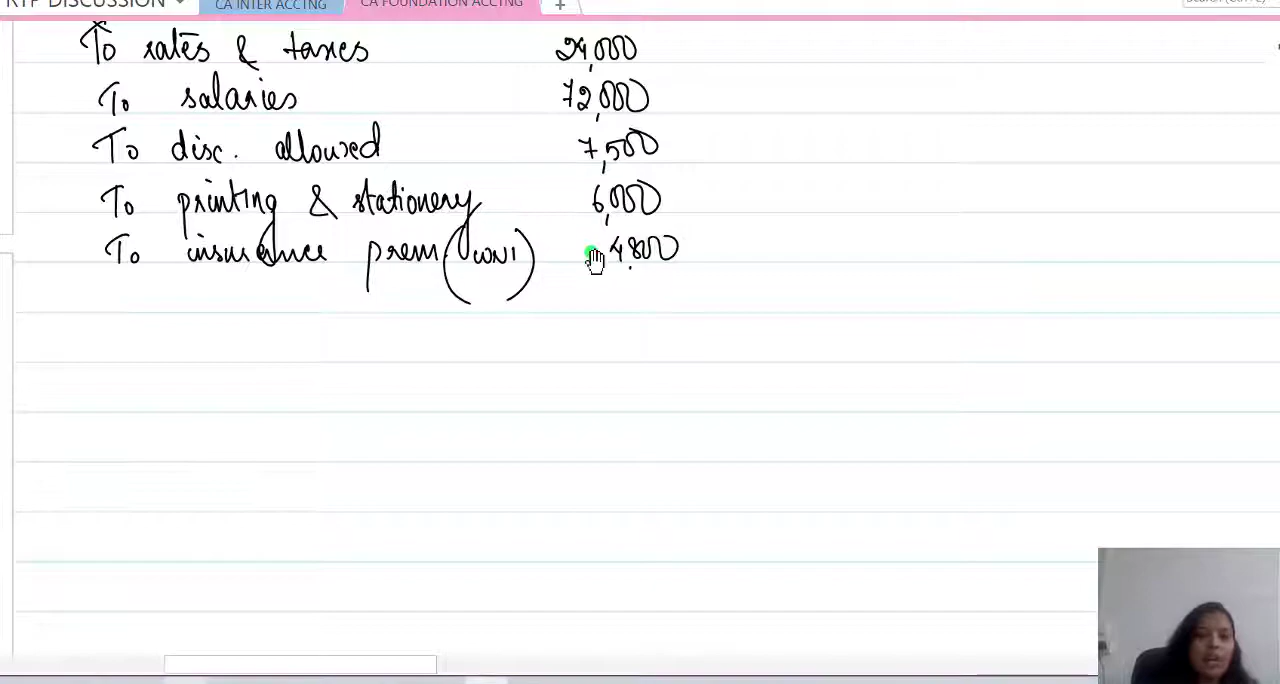 RTP DISCUSSION CA INTER ACCTNG CA FOUNDATION ACCTNG +
To rates & taxes 24,000
To salaries 72,000
To disc. allowed 7,500
To printing & stationery 6,000
To insurance prem (WN1) 4,800